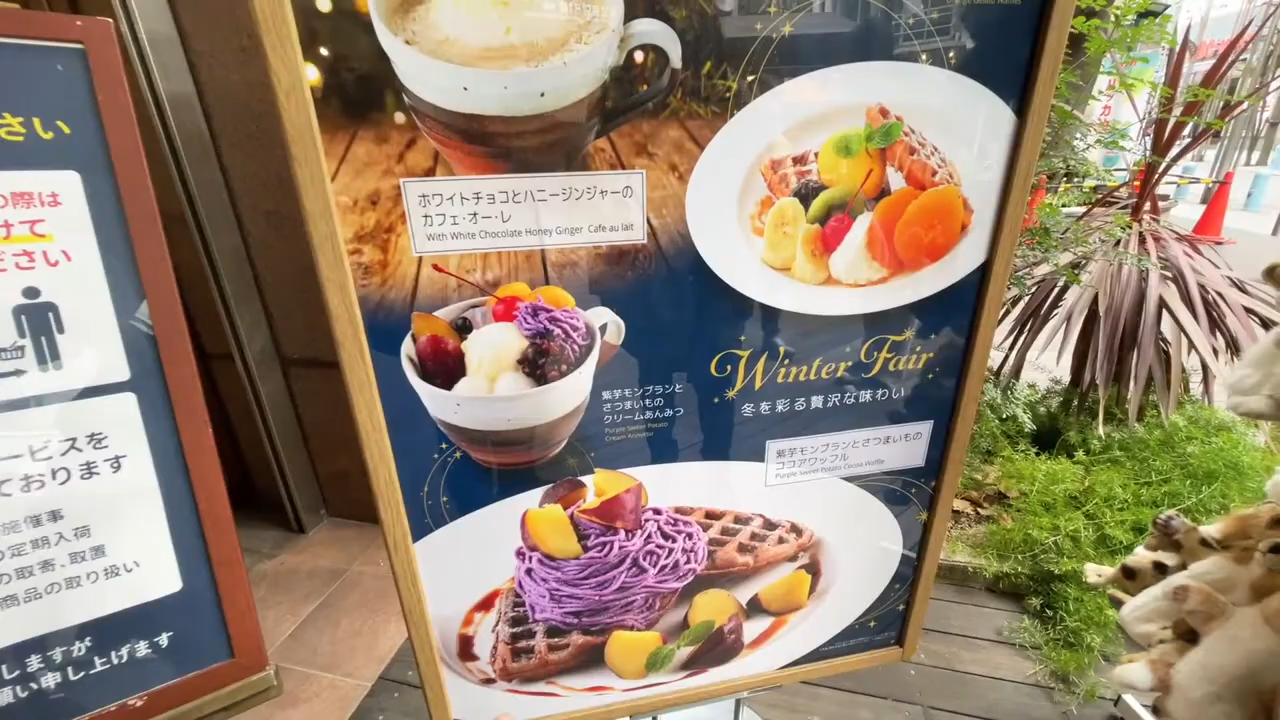 さい
の際は
けて
ださい
ービスを
ております
施催事
の定期入荷
の取寄、取置
商品の取り扱い
しますが
願い申し上げます
ホワイトチョコとハニージンジャーの
カフェ・オー・レ
With White Chocolate Honey Ginger Cafe au lait
紫芋モンブランと
さつまいもの
クリームあんみつ
Purple Sweet Potato
Cream Anmitsu
Winter Fair
冬を彩る贅沢な味わい
紫芋モンブランとさつまいもの
ココアワッフル
Purple Sweet Potato Cocoa Waffle